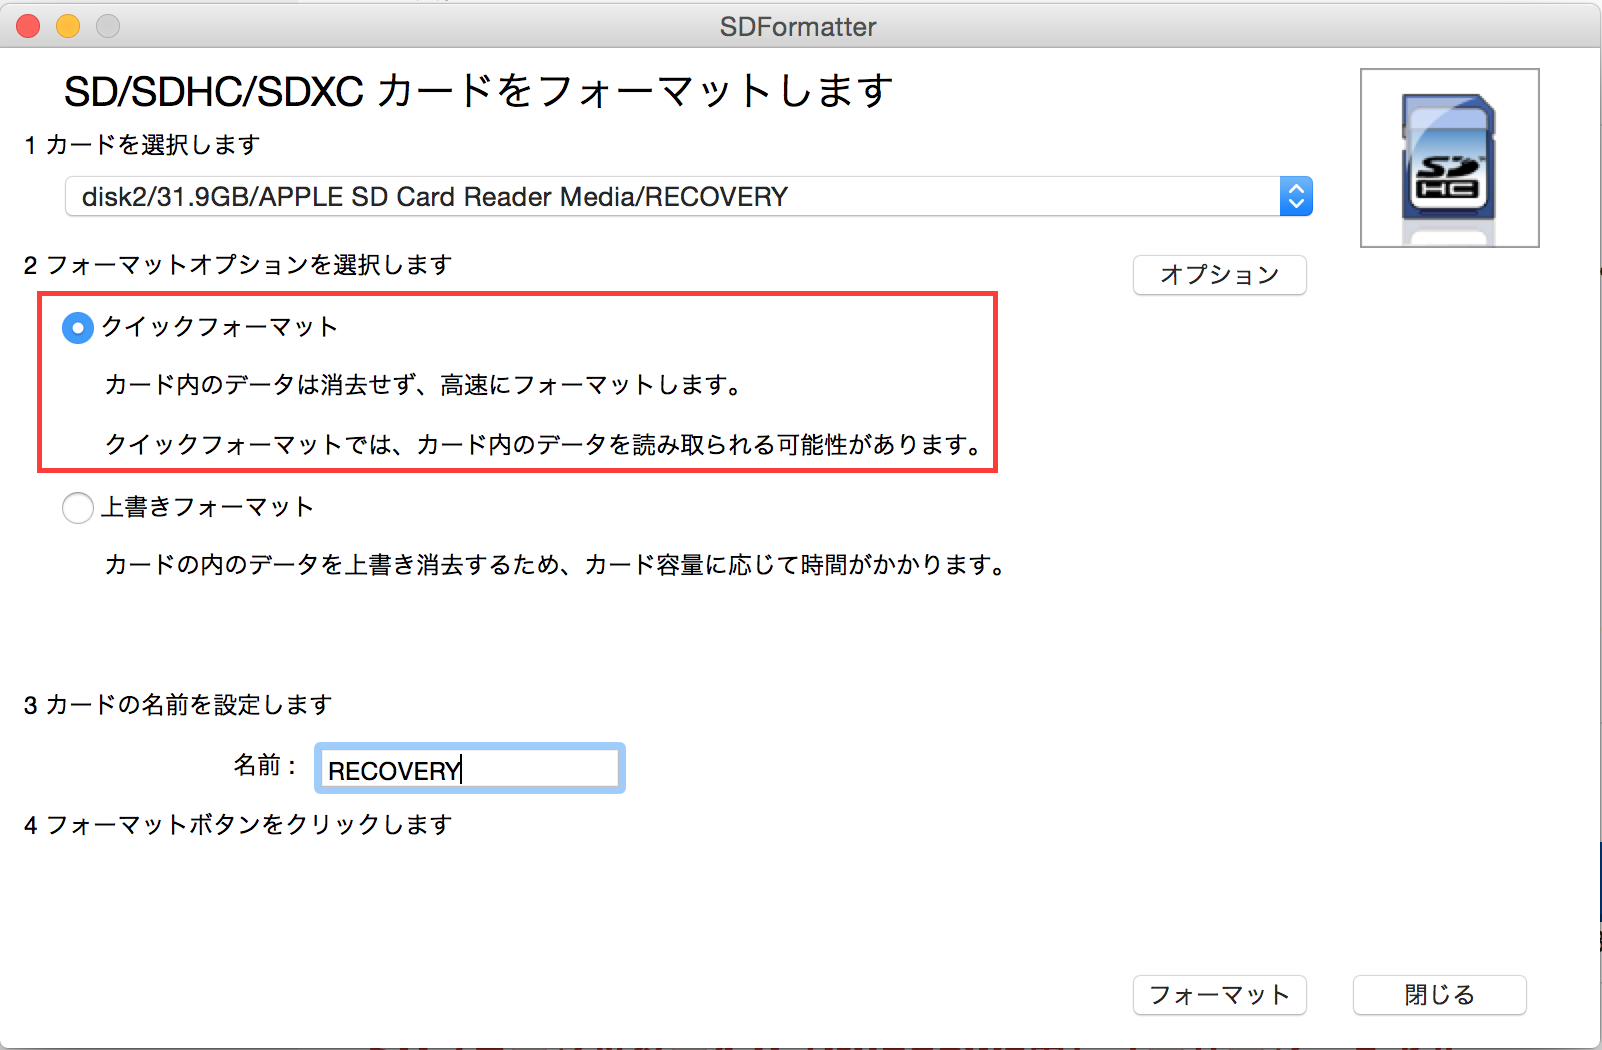 SDFormatter
SD/SDHC/SDXC カードをフォーマットします
1 カードを選択します
disk2/31.9GB/APPLE SD Card Reader Media/RECOVERY
SD
HC
2 フォーマットオプションを選択します
オプション
クイックフォーマット
カード内のデータは消去せず、高速にフォーマットします。
クイックフォーマットでは、カード内のデータを読み取られる可能性があります。
上書きフォーマット
カードの内のデータを上書き消去するため、カード容量に応じて時間がかかります。
3 カードの名前を設定します
名前：
RECOVERY
4 フォーマットボタンをクリックします
フォーマット
閉じる